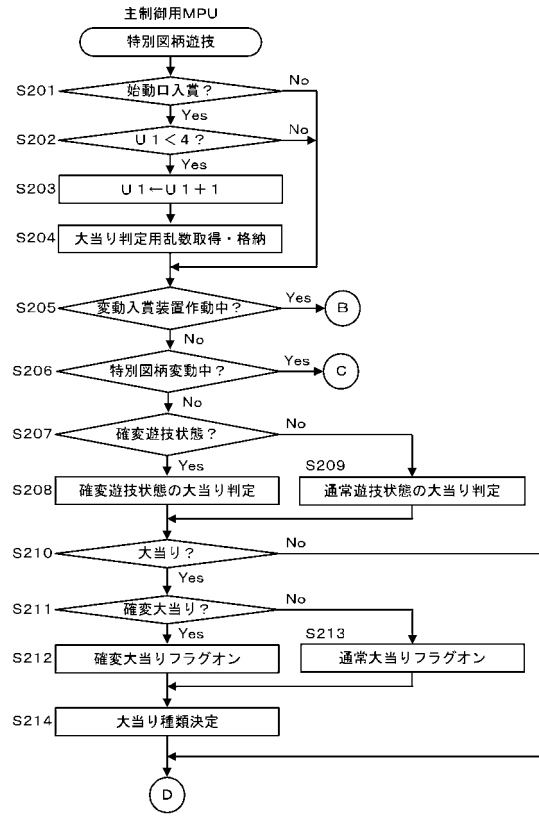 主制御用MPU
特別図柄遊技
S201
始動口入賞?
No
Yes
S202
U1<4?
No
Yes
S203
U1←U1+1
S204
大当り判定用乱数取得・格納
S205
変動入賞装置作動中?
Yes
B
No
S206
特別図柄変動中?
Yes
C
No
S207
確変遊技状態?
No
Yes
S209
S208
確変遊技状態の大当り判定
通常遊技状態の大当り判定
S210
大当り?
No
Yes
S211
確変大当り?
No
Yes
S213
S212
確変大当りフラグオン
通常大当りフラグオン
S214
大当り種類決定
D